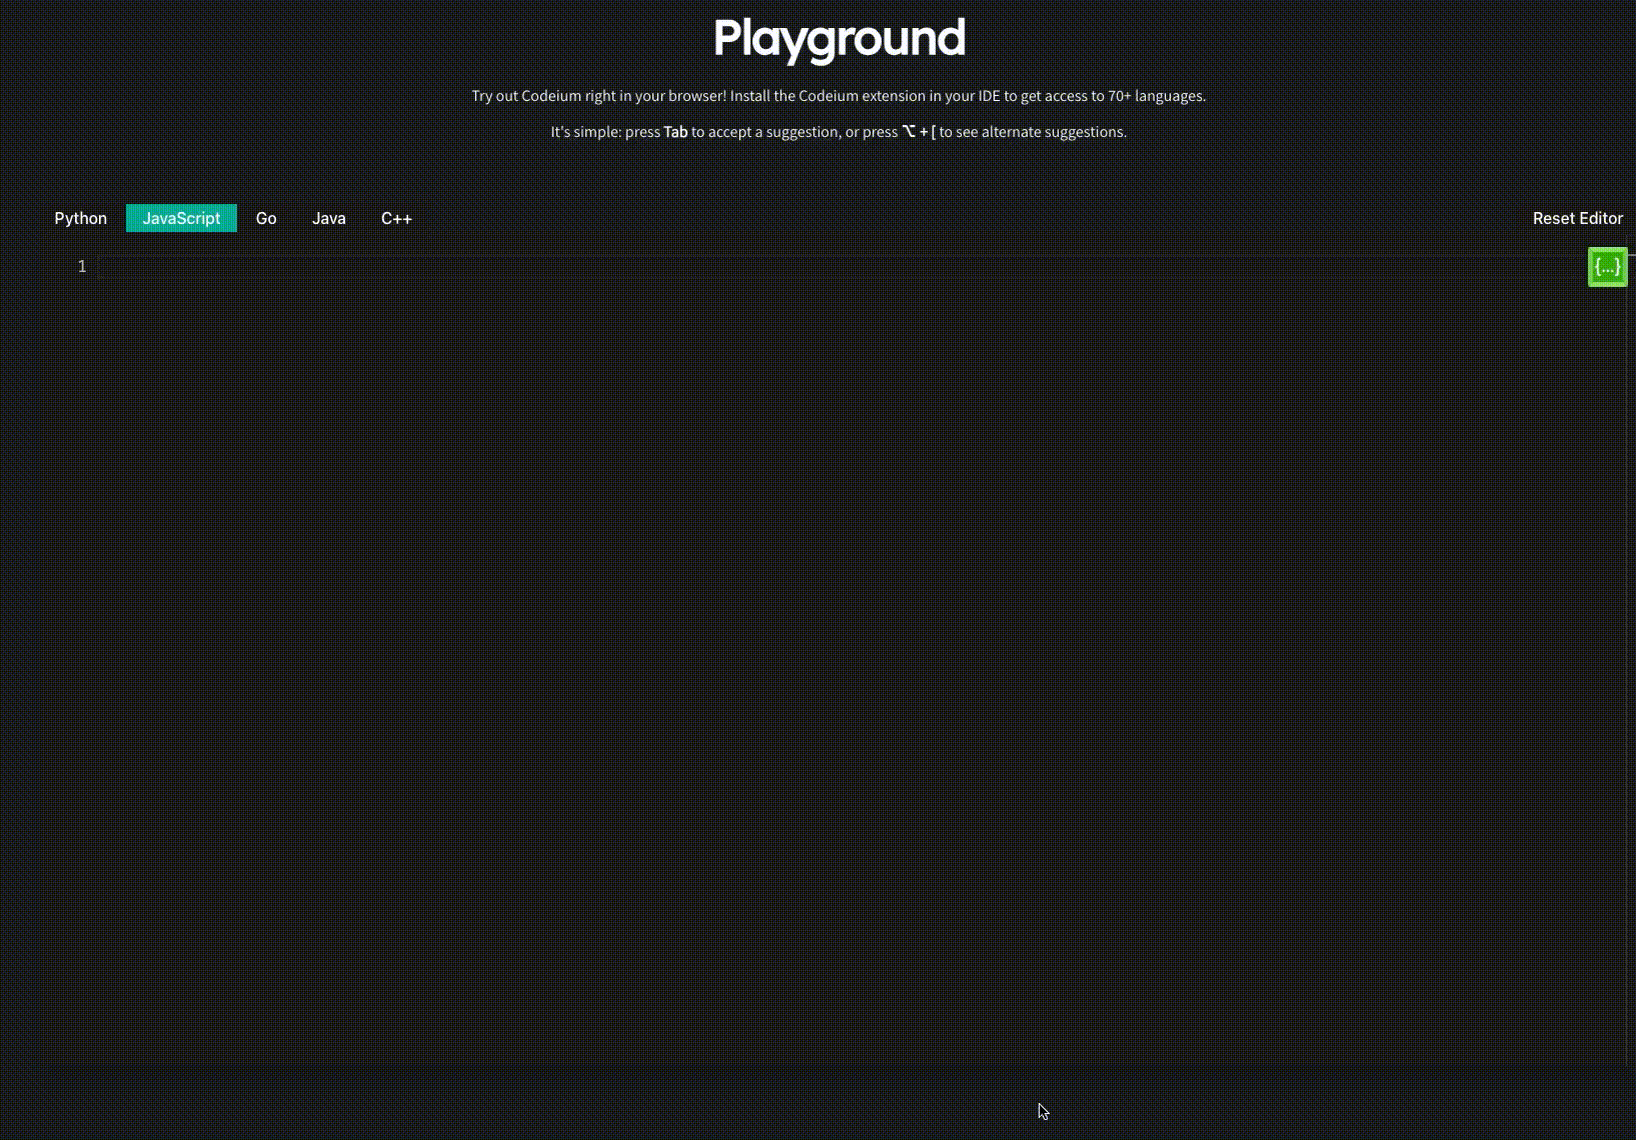 Playground
Try out Codeium right in your browser! Install the Codeium extension in your IDE to get access to 70+ languages.
It's simple: press Tab to accept a suggestion, or press ⌥ + [ to see alternate suggestions.
Python JavaScript Go Java C++ Reset Editor
1 {...}